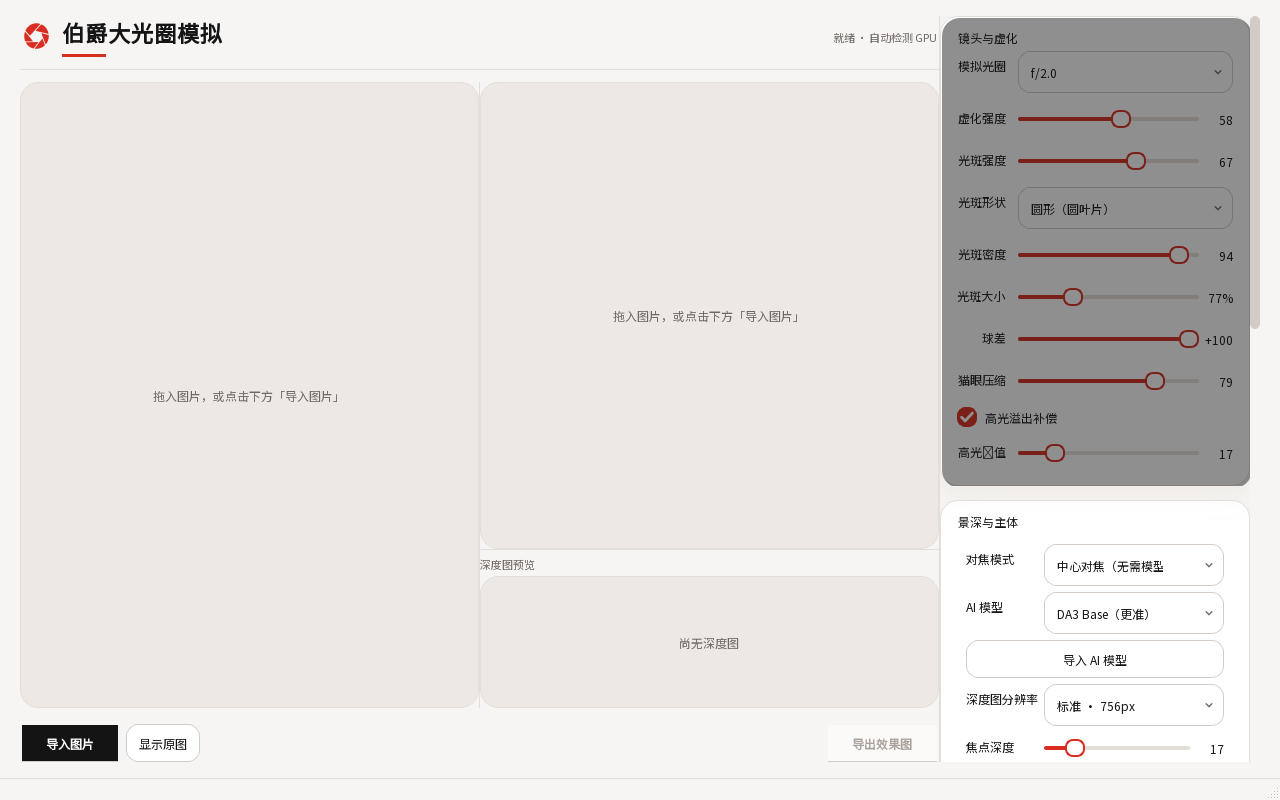 伯爵大光圈模拟
就绪 · 自动检测 GPU
拖入图片，或点击下方「导入图片」
拖入图片，或点击下方「导入图片」
深度图预览
尚无深度图
导入图片
显示原图
导出效果图
镜头与虚化
模拟光圈 f/2.0
虚化强度 58
光斑强度 67
光斑形状 圆形（圆叶片）
光斑密度 94
光斑大小 77%
球差 +100
猫眼压缩 79
高光溢出补偿
高光值 17
景深与主体
对焦模式 中心对焦（无需模型
AI 模型 DA3 Base（更准）
导入 AI 模型
深度图分辨率 标准 · 756px
焦点深度 17